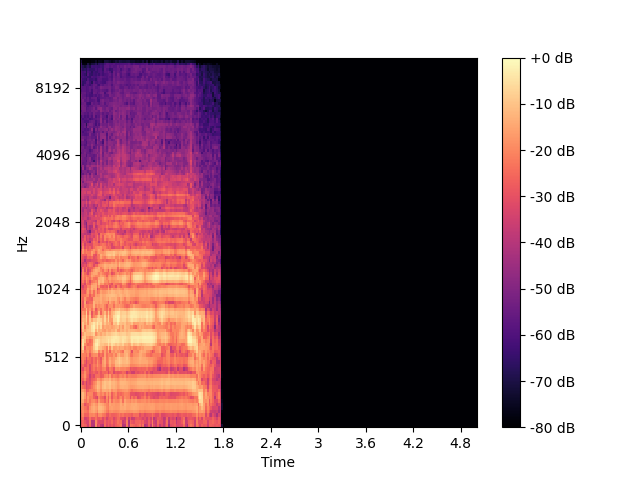 8192
4096
2048
1024
512
0
Hz
0 0.6 1.2 1.8 2.4 3 3.6 4.2 4.8
Time
+0 dB
-10 dB
-20 dB
-30 dB
-40 dB
-50 dB
-60 dB
-70 dB
-80 dB